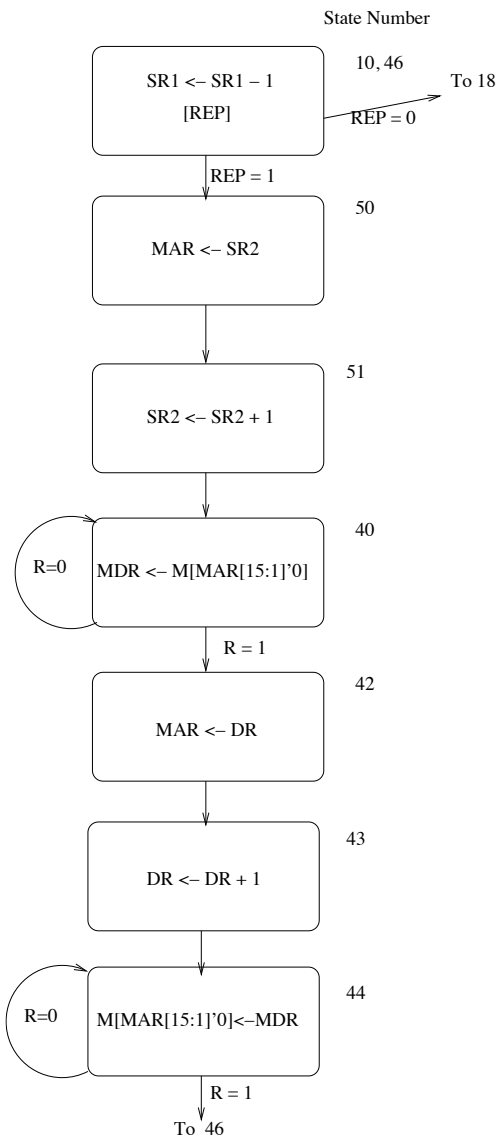 State Number
SR1 <– SR1 – 1
[REP]
10, 46
To 18
REP = 0
REP = 1
MAR <– SR2
50
SR2 <– SR2 + 1
51
MDR <– M[MAR[15:1]'0]
40
R=0
R = 1
MAR <– DR
42
DR <– DR + 1
43
M[MAR[15:1]'0]<–MDR
44
R=0
R = 1
To 46